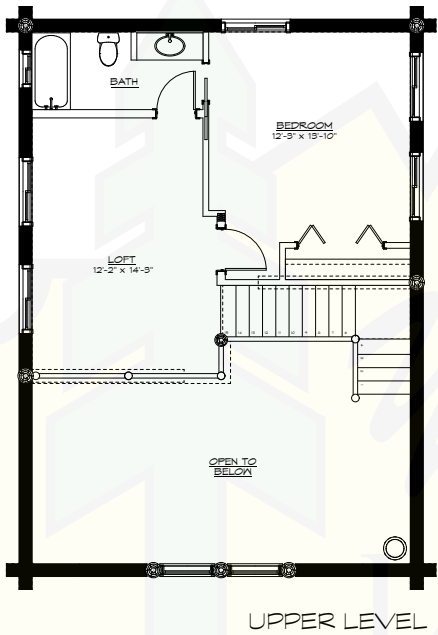 BATH
BEDROOM
12'-3" x 13'-10"
LOFT
12'-2" x 14'-3"
OPEN TO
BELOW
UPPER LEVEL